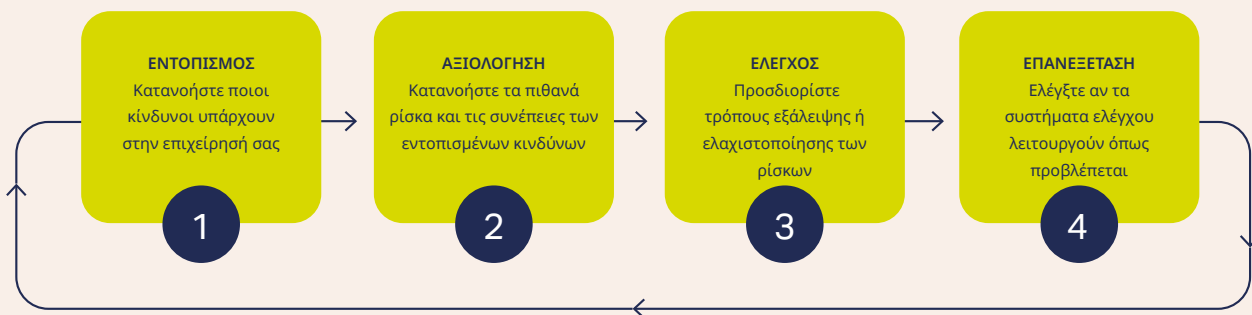 ΕΝΤΟΠΙΣΜΟΣ
Κατανοήστε ποιοι
κίνδυνοι υπάρχουν
στην επιχείρησή σας
1
ΑΞΙΟΛΟΓΗΣΗ
Κατανοήστε τα πιθανά
ρίσκα και τις συνέπειες των
εντοπισμένων κινδύνων
2
ΕΛΕΓΧΟΣ
Προσδιορίστε
τρόπους εξάλειψης ή
ελαχιστοποίησης των
ρίσκων
3
ΕΠΑΝΕΞΕΤΑΣΗ
Ελέγξτε αν τα
συστήματα ελέγχου
λειτουργούν όπως
προβλέπεται
4